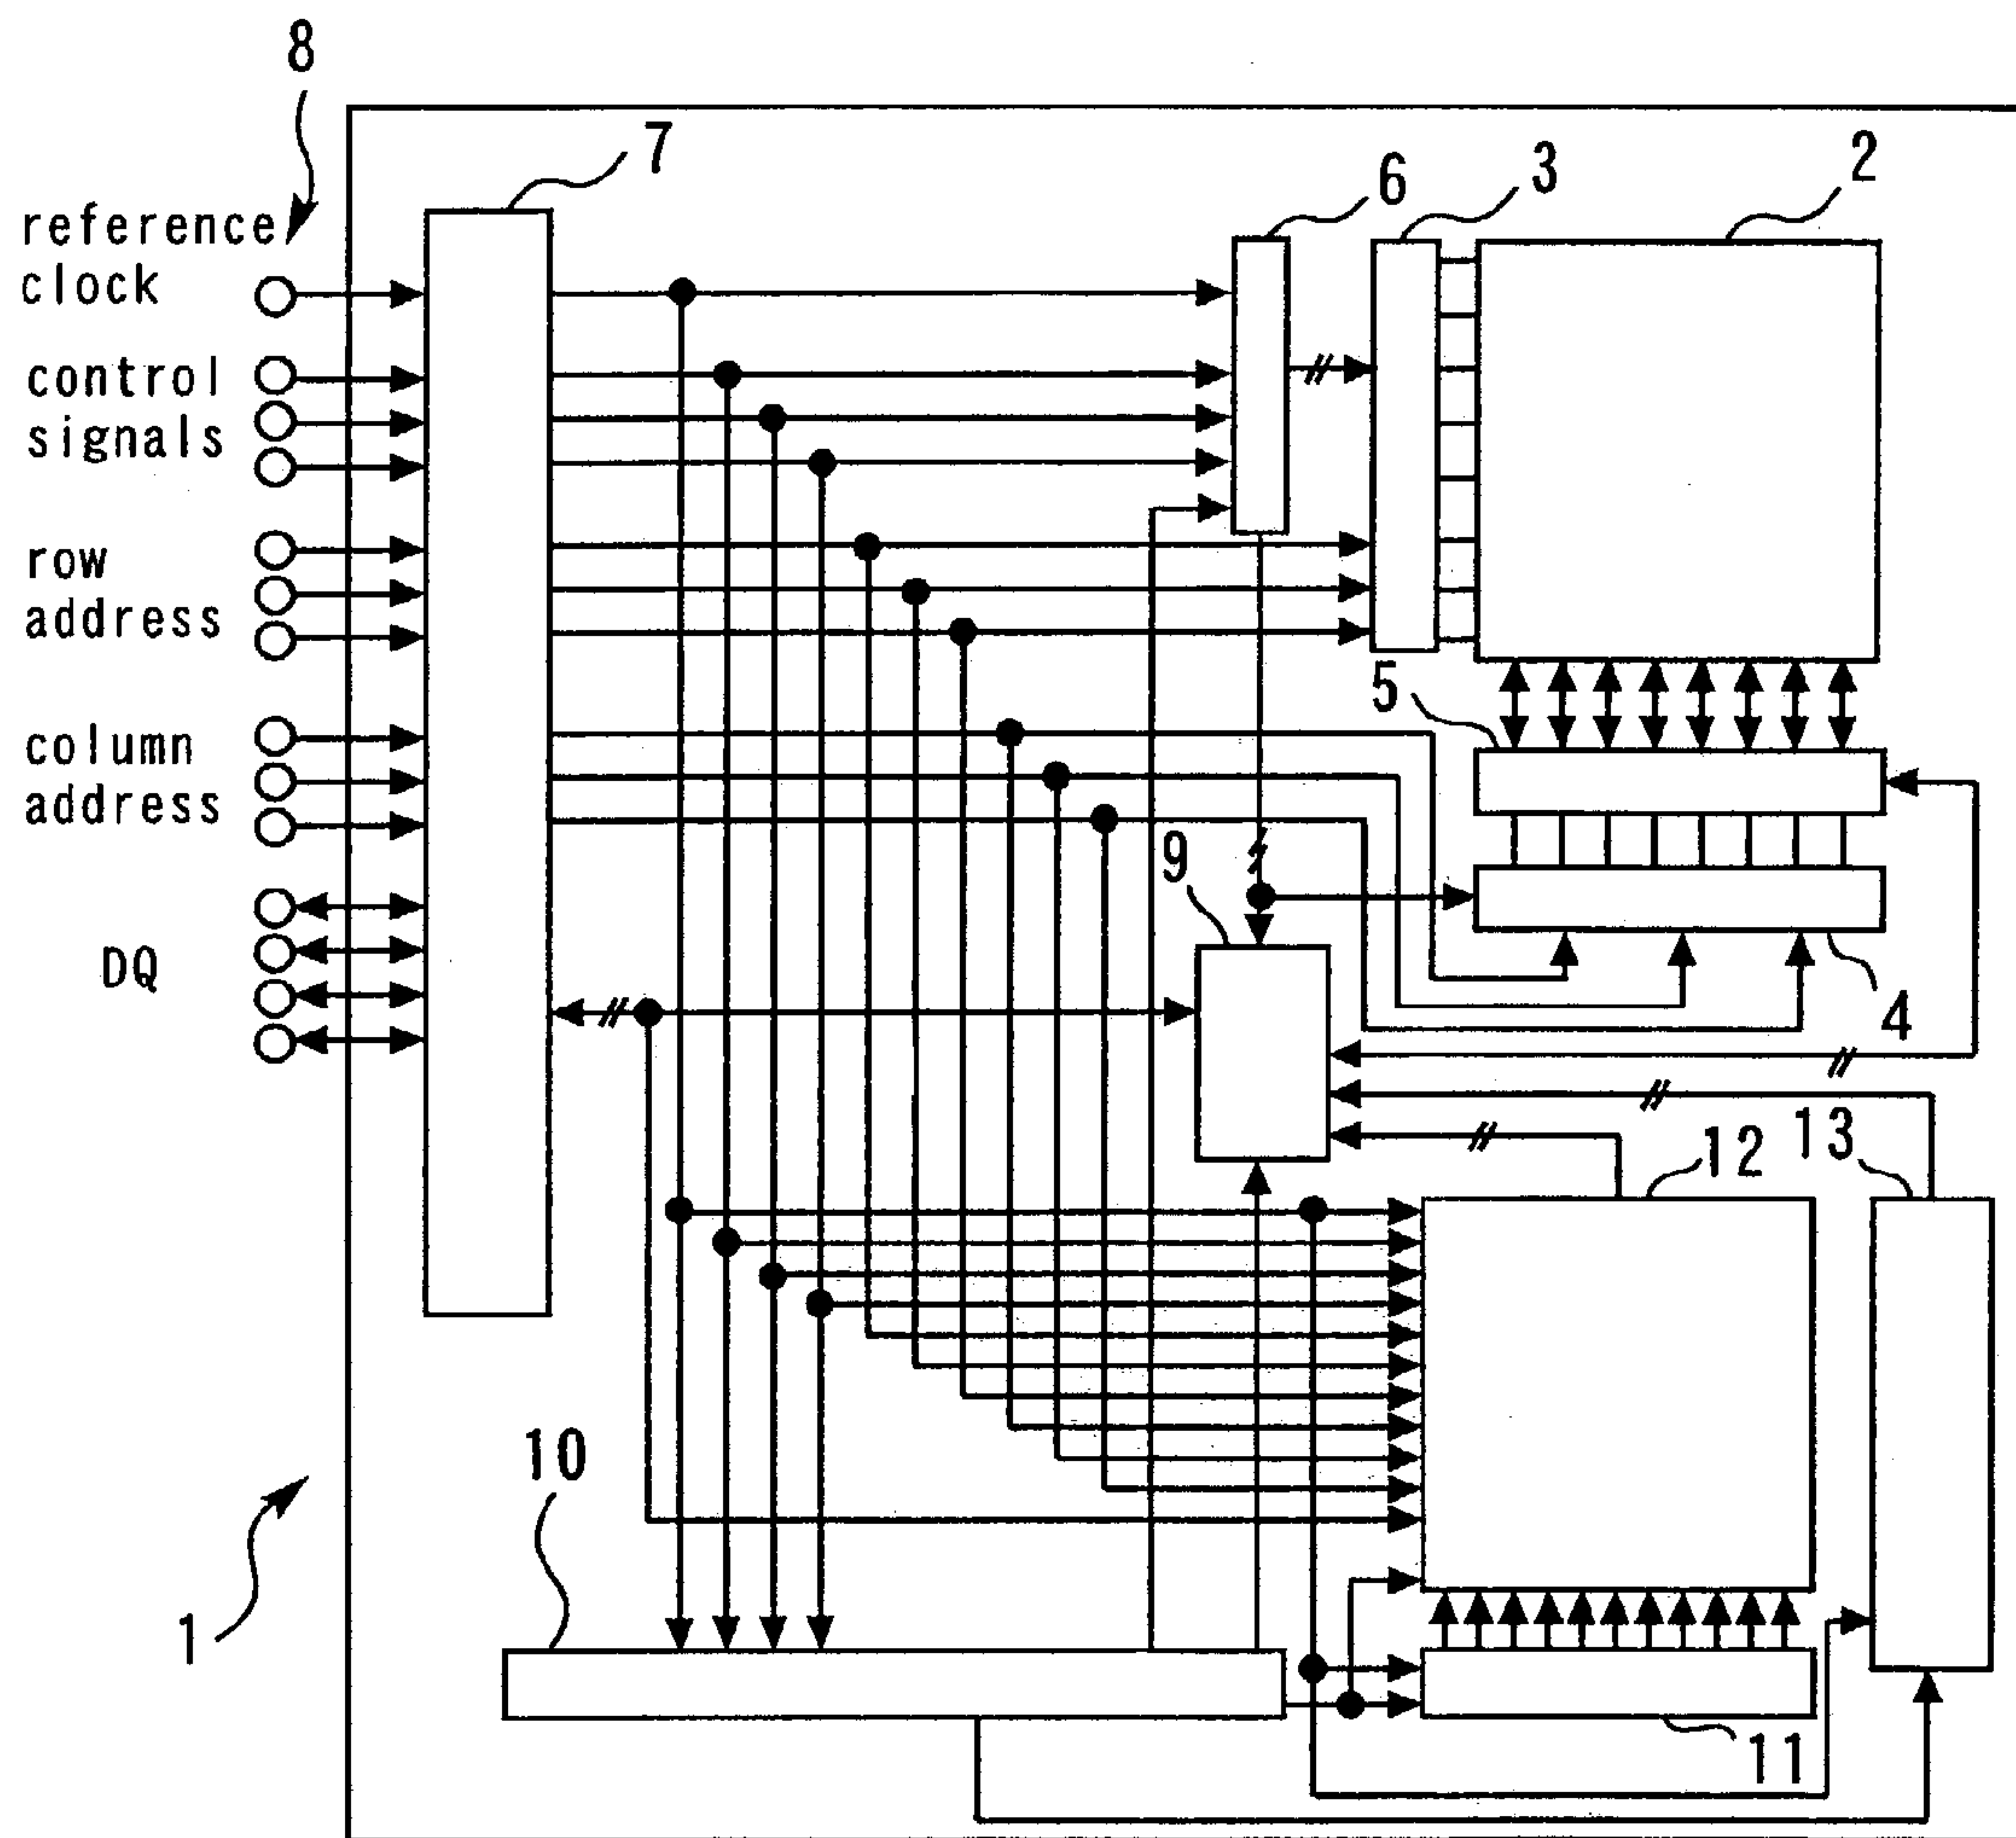 8
7
6
3
2
reference
clock
control
signals
row
address
5
column
address
9
DQ
4
12
13
10
1
11